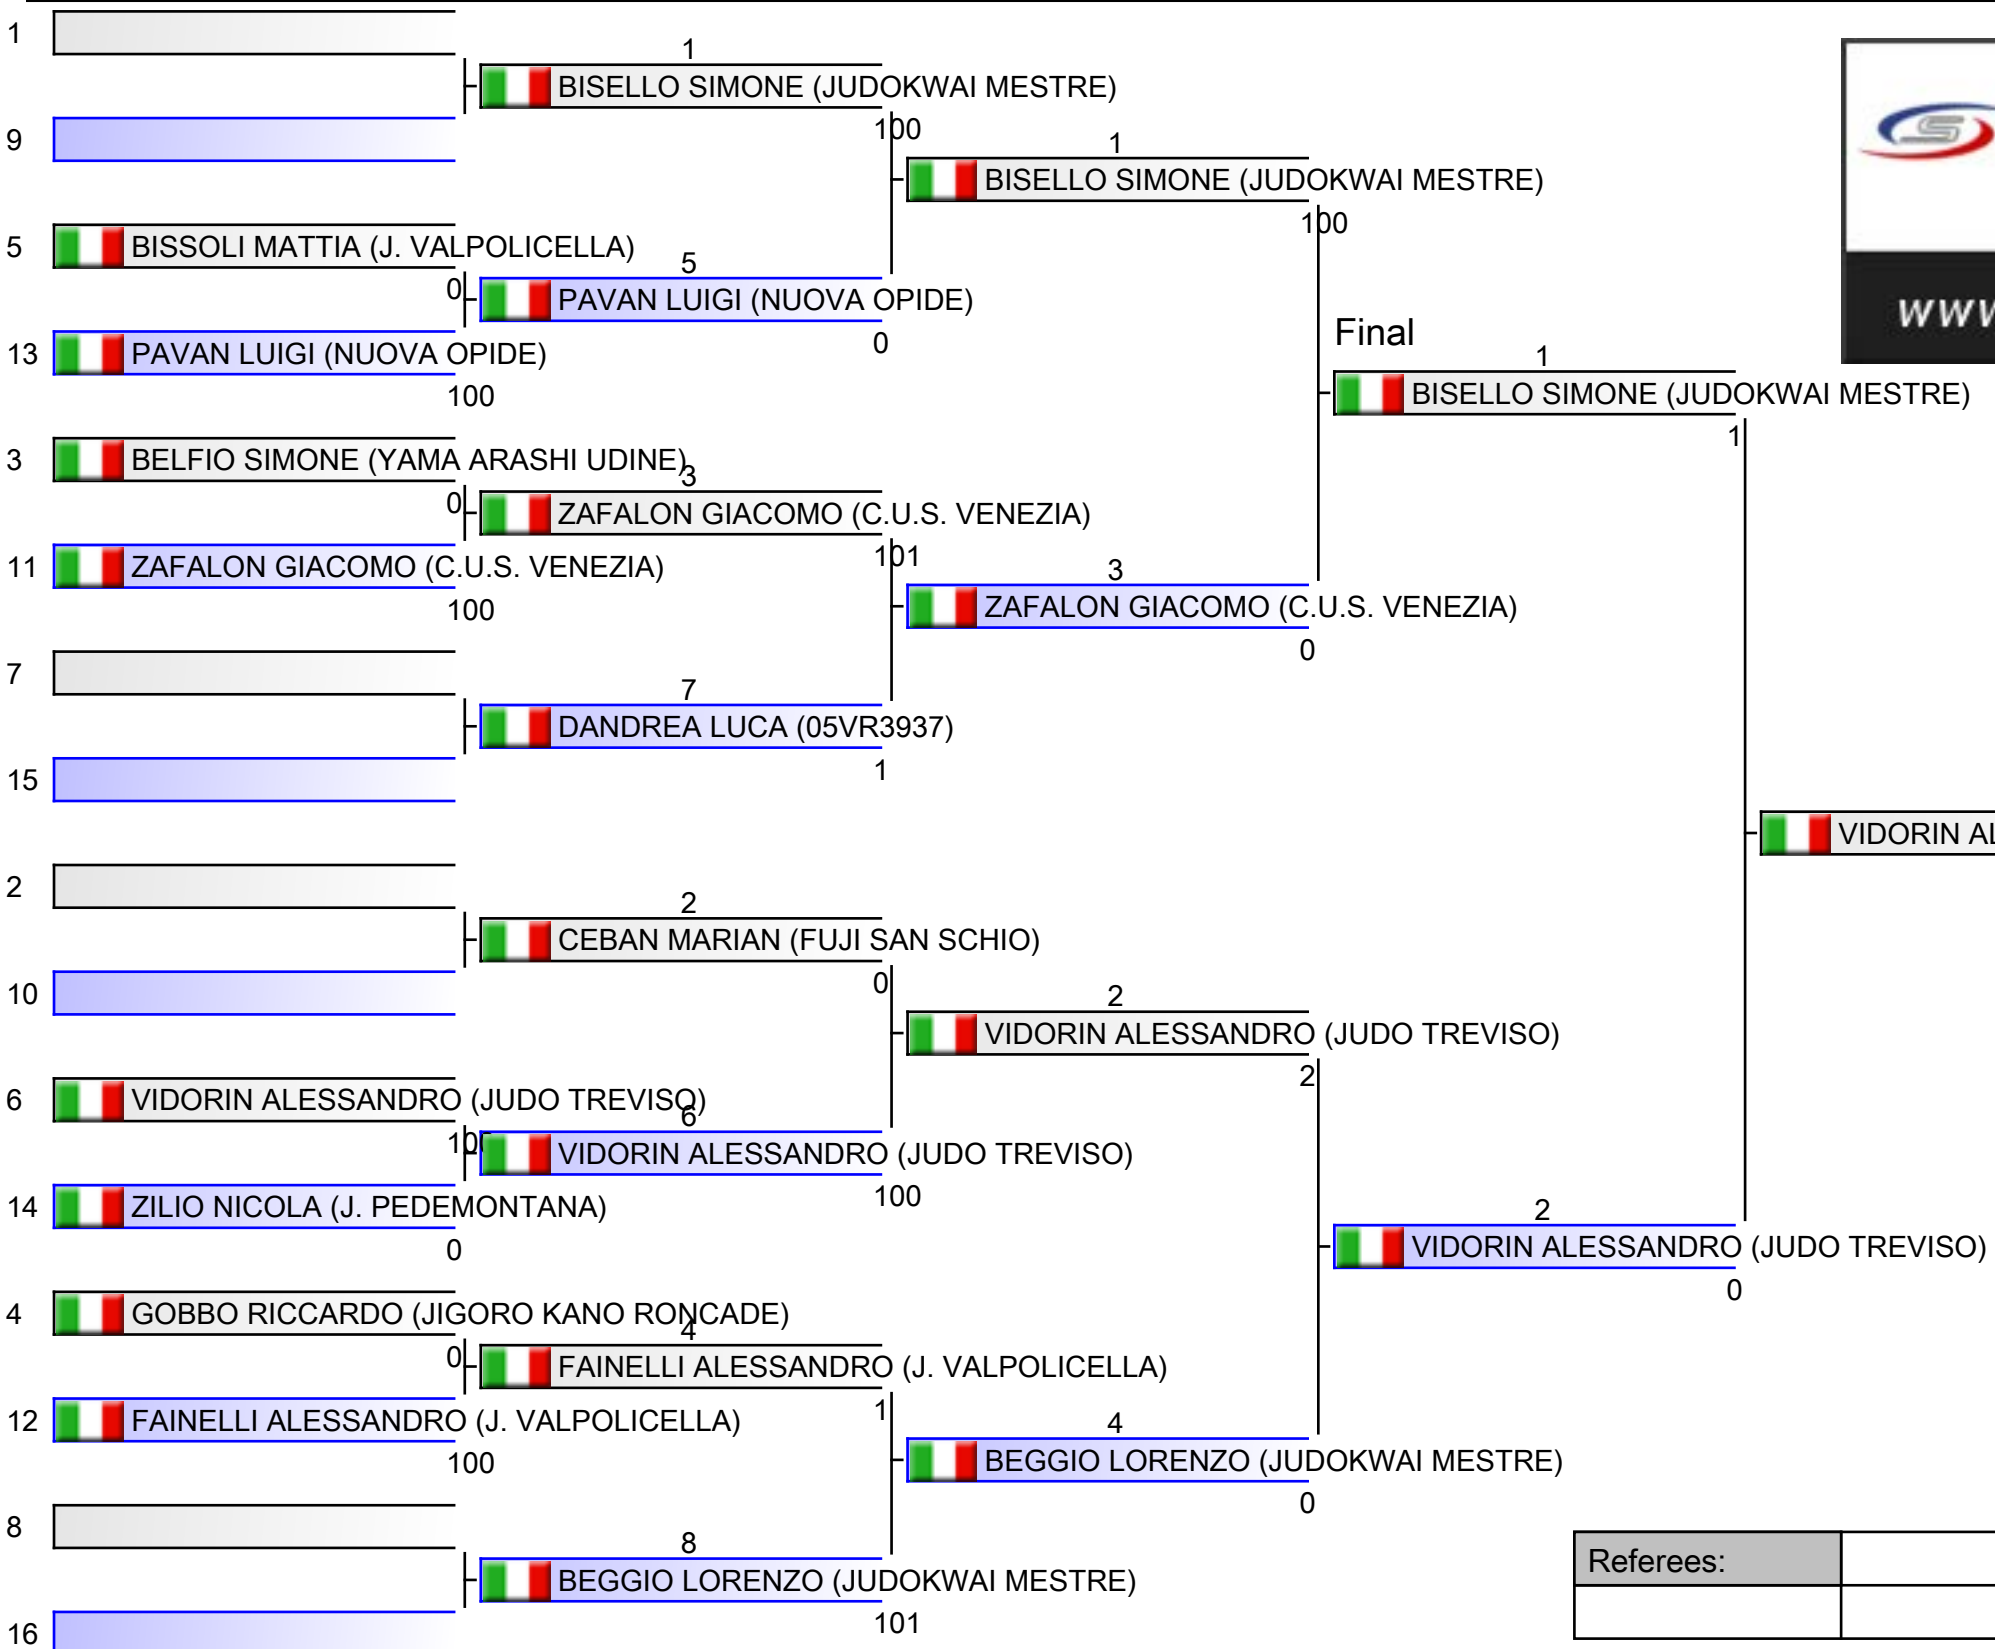 1
1
BISELLO SIMONE (JUDOKWAI MESTRE)
100
9
1
BISELLO SIMONE (JUDOKWAI MESTRE)
100
5
BISSOLI MATTIA (J. VALPOLICELLA)
0
5
PAVAN LUIGI (NUOVA OPIDE)
0
13
PAVAN LUIGI (NUOVA OPIDE)
100
Final
1
BISELLO SIMONE (JUDOKWAI MESTRE)
1
www
3
BELFIO SIMONE (YAMA ARASHI UDINE)
0
3
ZAFALON GIACOMO (C.U.S. VENEZIA)
101
11
ZAFALON GIACOMO (C.U.S. VENEZIA)
100
3
ZAFALON GIACOMO (C.U.S. VENEZIA)
0
7
7
DANDREA LUCA (05VR3937)
1
15
VIDORIN
2
2
CEBAN MARIAN (FUJI SAN SCHIO)
0
10
2
VIDORIN ALESSANDRO (JUDO TREVISO)
2
6
VIDORIN ALESSANDRO (JUDO TREVISO)
6
VIDORIN ALESSANDRO (JUDO TREVISO)
100
14
ZILIO NICOLA (J. PEDEMONTANA)
0
2
VIDORIN ALESSANDRO (JUDO TREVISO)
0
4
GOBBO RICCARDO (JIGORO KANO RONCADE)
0
4
FAINELLI ALESSANDRO (J. VALPOLICELLA)
1
12
FAINELLI ALESSANDRO (J. VALPOLICELLA)
100
4
BEGGIO LORENZO (JUDOKWAI MESTRE)
0
8
8
BEGGIO LORENZO (JUDOKWAI MESTRE)
101
16
Referees: